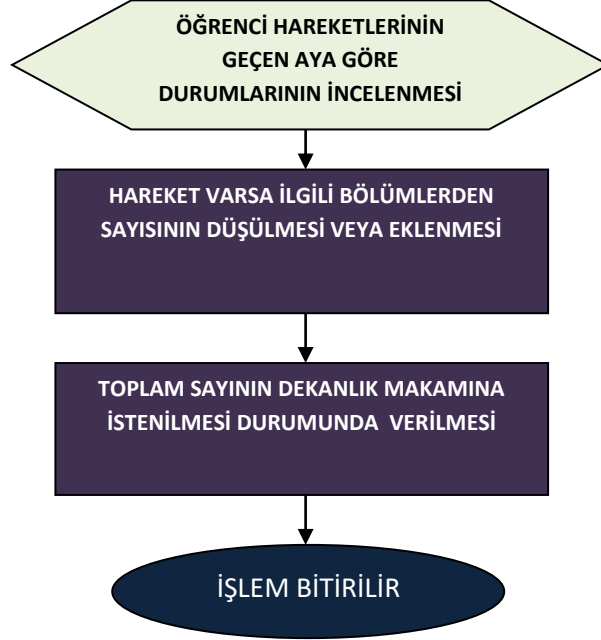 ÖĞRENCİ HAREKETLERİNİN
GEÇEN AYA GÖRE
DURUMLARININ İNCELENMESİ
HAREKET VARSA İLGİLİ BÖLÜMLERDEN
SAYISININ DÜŞÜLMESİ VEYA EKLENMESİ
TOPLAM SAYININ DEKANLIK MAKAMINA
İSTENİLMESİ DURUMUNDA VERİLMESİ
İŞLEM BİTİRİLİR